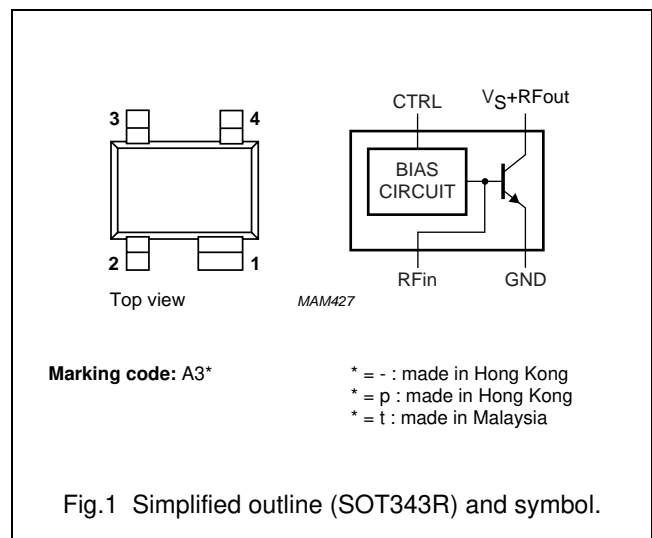 3 4
2 1
Top view
CTRL VS+RFout
BIAS
CIRCUIT
RFin GND
MAM427
Marking code: A3*
* = - : made in Hong Kong
* = p : made in Hong Kong
* = t : made in Malaysia
Fig.1 Simplified outline (SOT343R) and symbol.